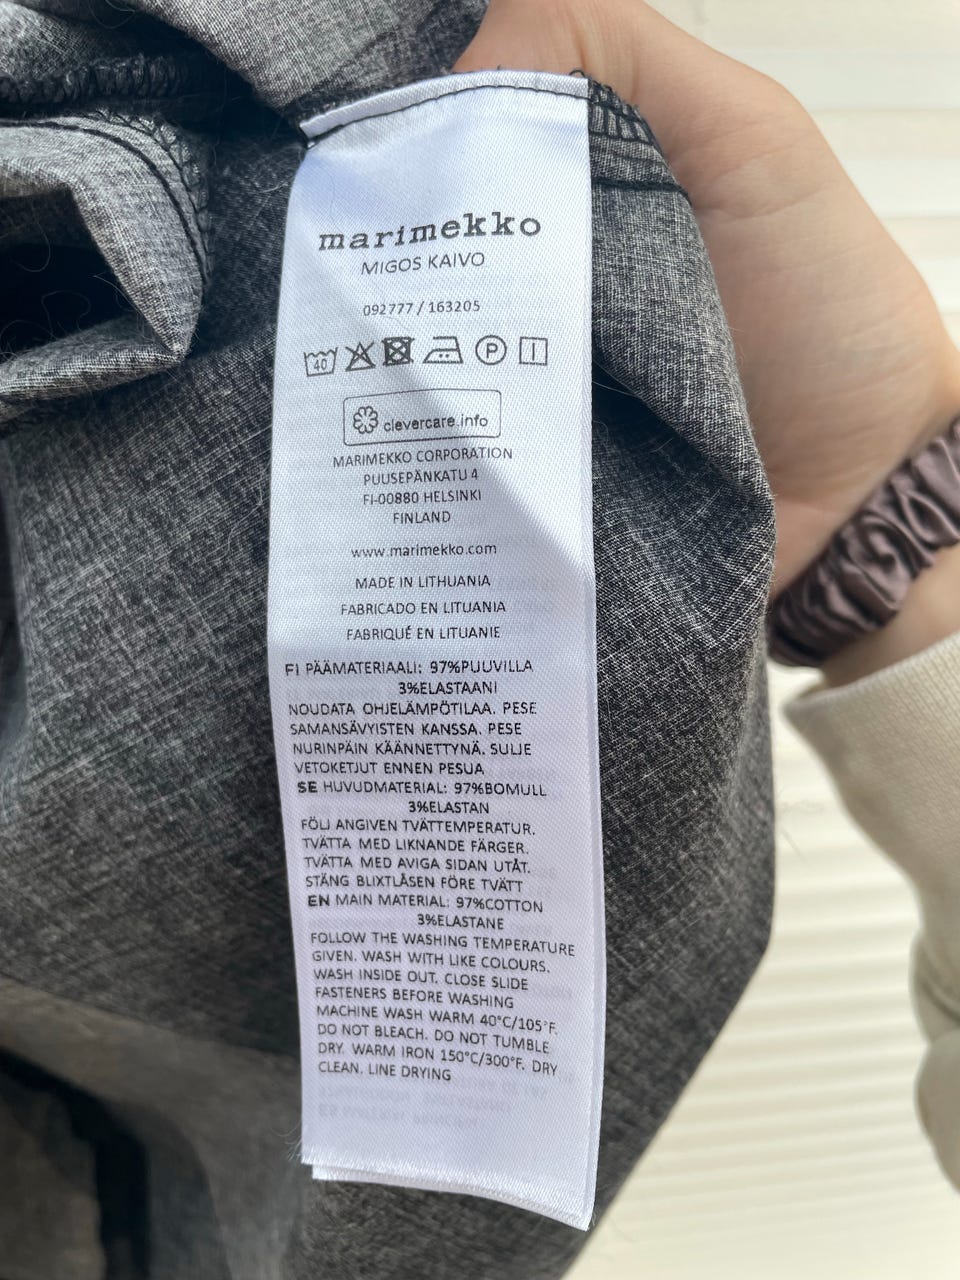 marimekko
MIGOS KAIVO
092777 / 163205
40 P
clevercare.info
MARIMEKKO CORPORATION
PUUSEPÄNKATU 4
FI-00880 HELSINKI
FINLAND
www.marimekko.com
MADE IN LITHUANIA
FABRICADO EN LITUANIA
FABRIQUÉ EN LITUANIE
FI PÄÄMATERIAALI: 97%PUUVILLA
3%ELASTAANI
NOUDATA OHJELÄMPÖTILAA. PESE
SAMANSÄVYISTEN KANSSA. PESE
NURINPÄIN KÄÄNNETTYNÄ. SULJE
VETOKETJUT ENNEN PESUA
SE HUVUDMATERIAL: 97%BOMULL
3%ELASTAN
FÖLJ ANGIVEN TVÄTTEMPERATUR.
TVÄTTA MED LIKNANDE FÄRGER.
TVÄTTA MED AVIGA SIDAN UTÅT.
STÄNG BLIXTLÅSEN FÖRE TVÄTT
EN MAIN MATERIAL: 97%COTTON
3%ELASTANE
FOLLOW THE WASHING TEMPERATURE
GIVEN. WASH WITH LIKE COLOURS.
WASH INSIDE OUT. CLOSE SLIDE
FASTENERS BEFORE WASHING
MACHINE WASH WARM 40°C/105°F.
DO NOT BLEACH. DO NOT TUMBLE
DRY. WARM IRON 150°C/300°F. DRY
CLEAN. LINE DRYING